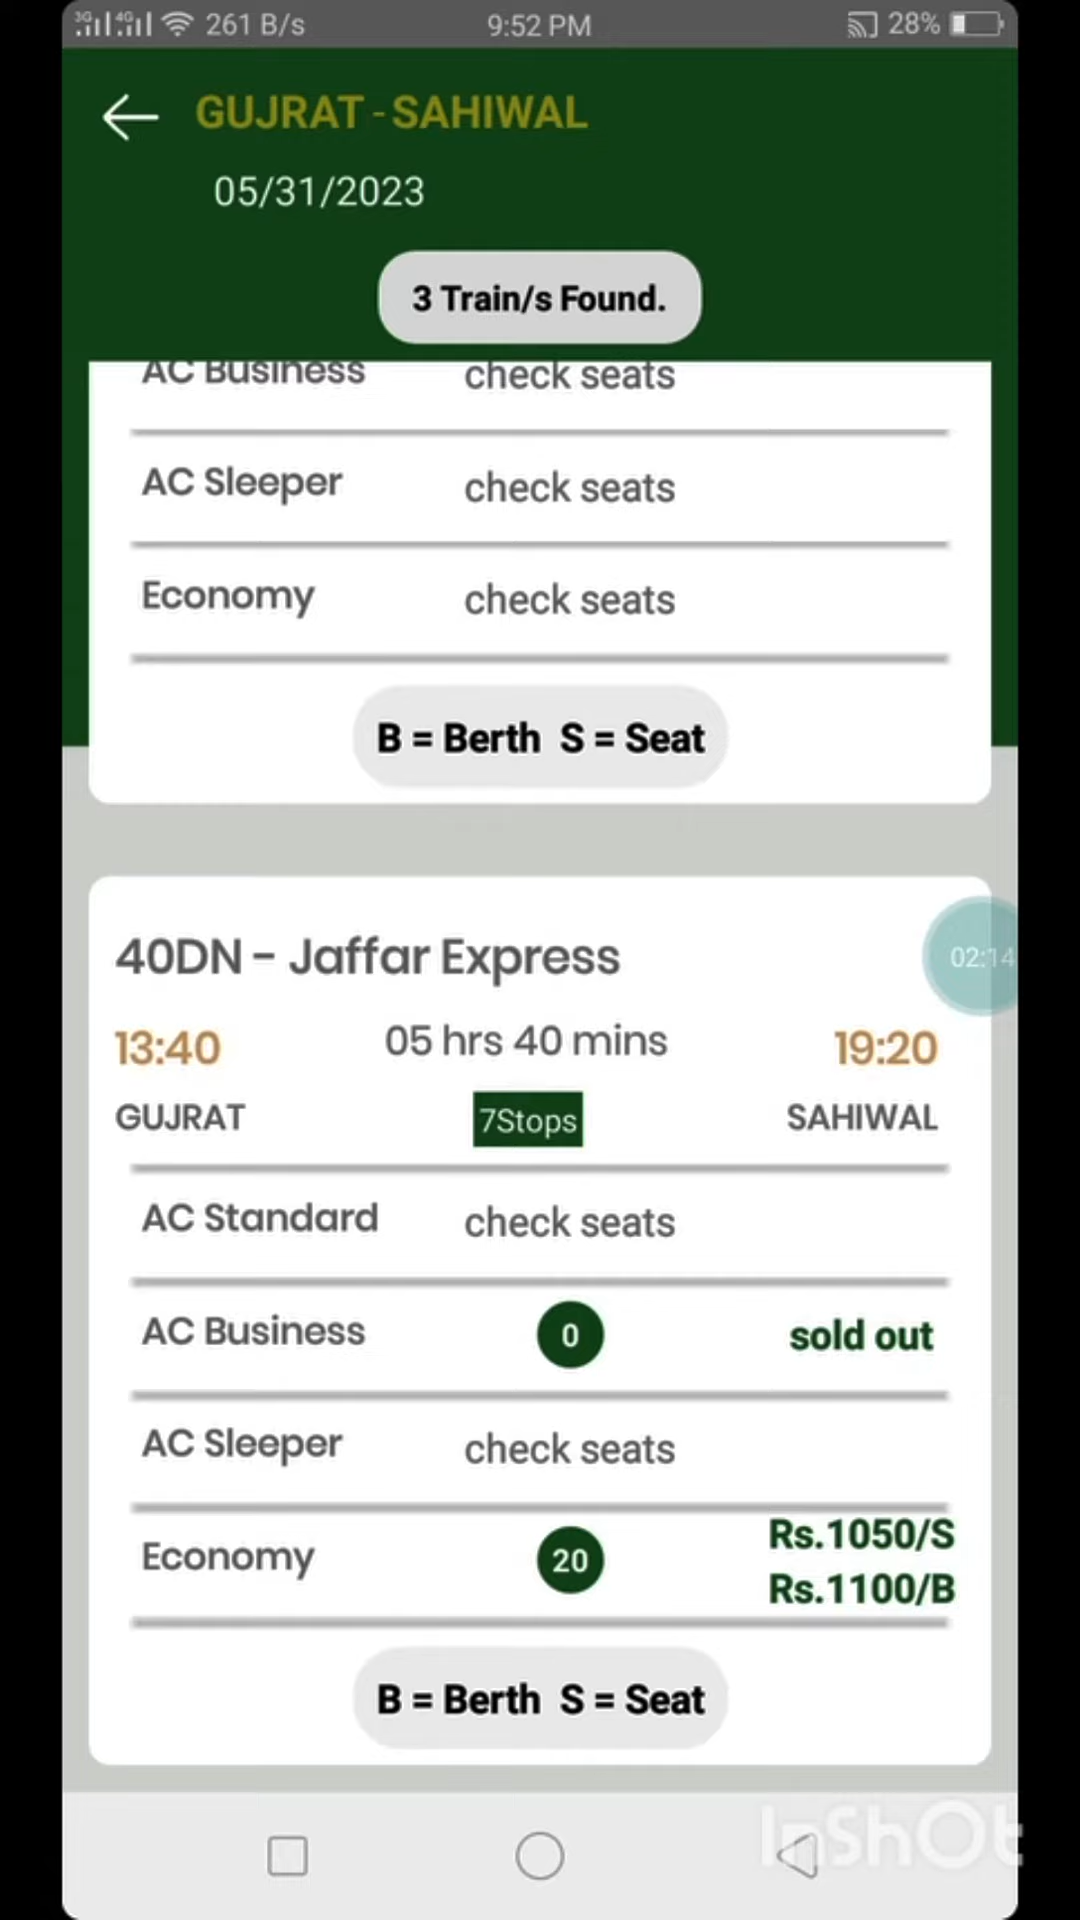 3G 4G 261 B/s 9:52 PM 28%
GUJRAT - SAHIWAL
05/31/2023
3 Train/s Found.
AC Business check seats
AC Sleeper check seats
Economy check seats
B = Berth S = Seat
40DN - Jaffar Express
02:14
13:40 05 hrs 40 mins 19:20
GUJRAT 7Stops SAHIWAL
AC Standard check seats
AC Business 0 sold out
AC Sleeper check seats
Economy 20 Rs.1050/S
Rs.1100/B
B = Berth S = Seat
InShOt